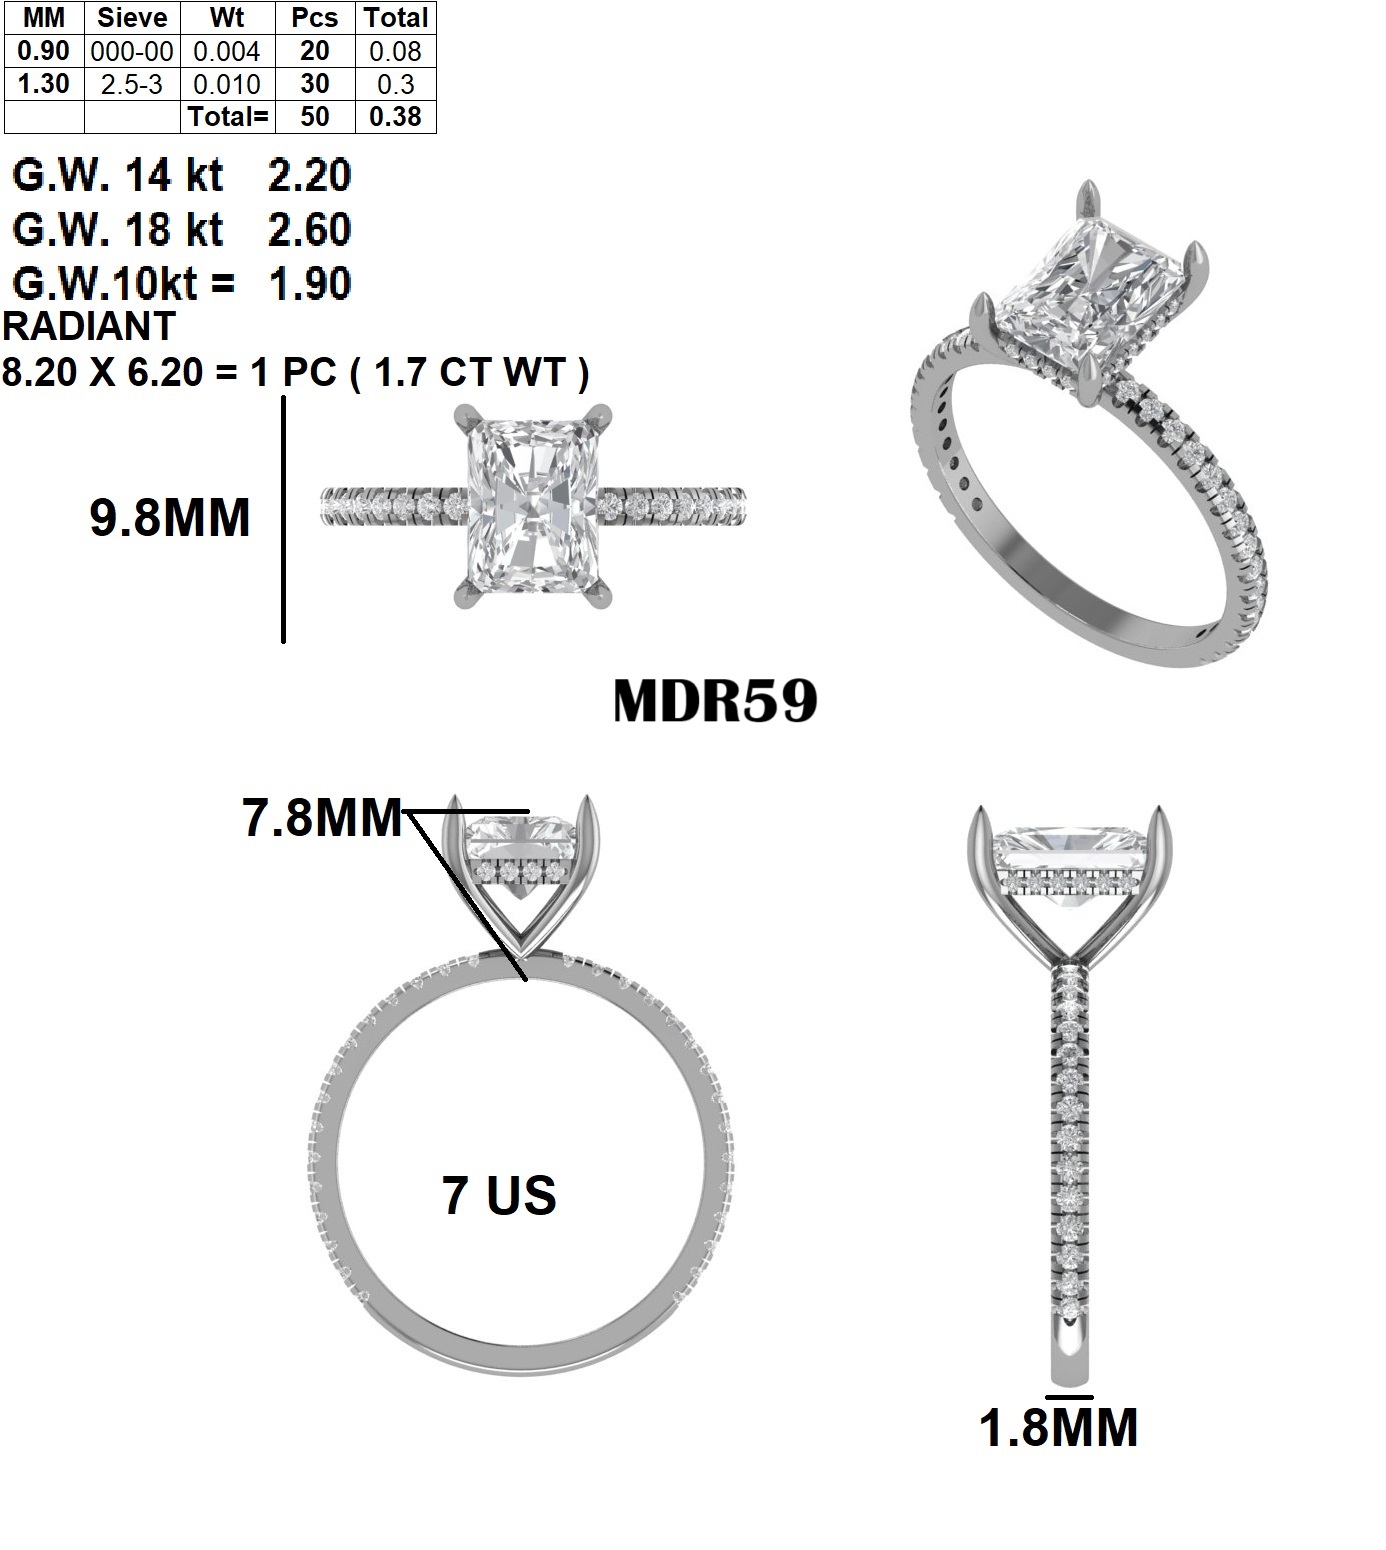 MM Sieve Wt Pcs Total
0.90 000-00 0.004 20 0.08
1.30 2.5-3 0.010 30 0.3
Total= 50 0.38
G.W. 14 kt 2.20
G.W. 18 kt 2.60
G.W.10kt = 1.90
RADIANT
8.20 X 6.20 = 1 PC ( 1.7 CT WT )
9.8MM
MDR59
7.8MM
7 US
1.8MM